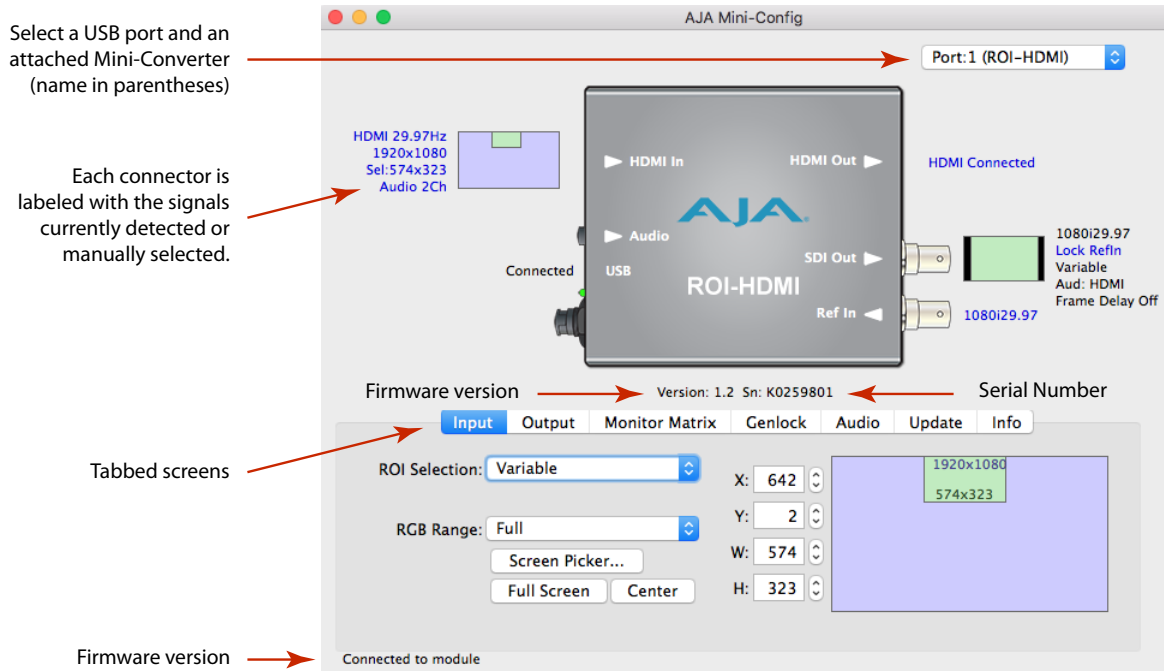 AJA Mini-Config
Select a USB port and an
attached Mini-Converter
(name in parentheses)
Port:1 (ROI-HDMI)
HDMI 29.97Hz
1920x1080
Sel:574x323
Audio 2Ch
HDMI In
HDMI Out
HDMI Connected
Each connector is
labeled with the signals
currently detected or
manually selected.
AJA
Audio
SDI Out
1080i29.97
Lock RefIn
Variable
Aud: HDMI
Frame Delay Off
Connected
USB
ROI-HDMI
Ref In
1080i29.97
Firmware version
Version: 1.2 Sn: K0259801
Serial Number
Input Output Monitor Matrix Genlock Audio Update Info
Tabbed screens
ROI Selection: Variable
RGB Range: Full
Screen Picker...
Full Screen Center
X: 642
Y: 2
W: 574
H: 323
1920x1080
574x323
Firmware version
Connected to module